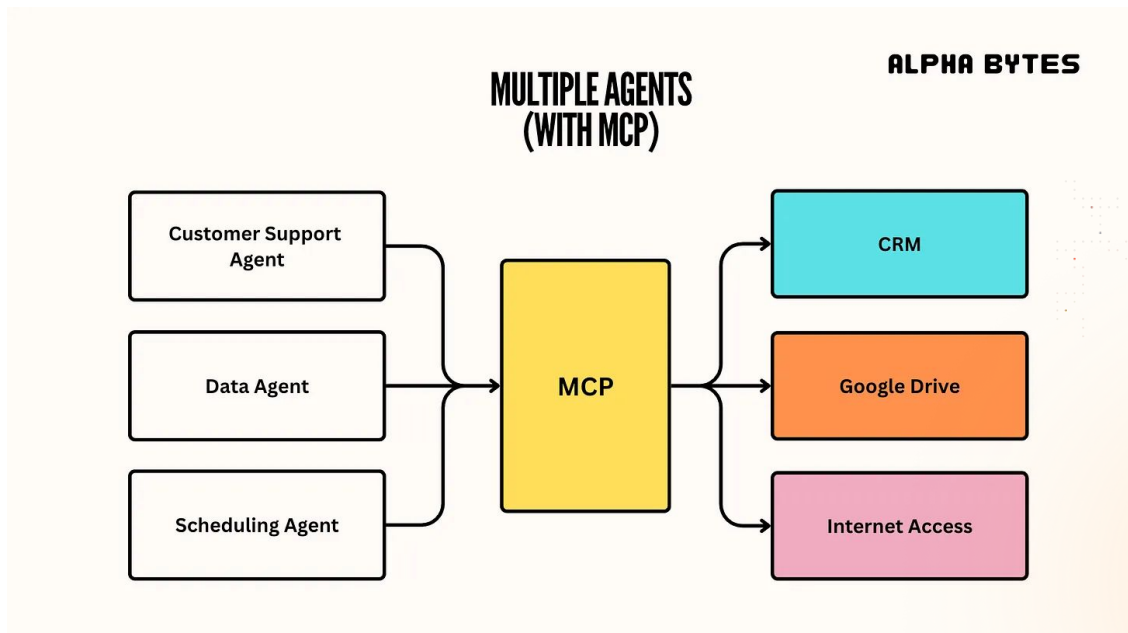 ALPHA BYTES
MULTIPLE AGENTS
(WITH MCP)
Customer Support
Agent
Data Agent
Scheduling Agent
MCP
CRM
Google Drive
Internet Access